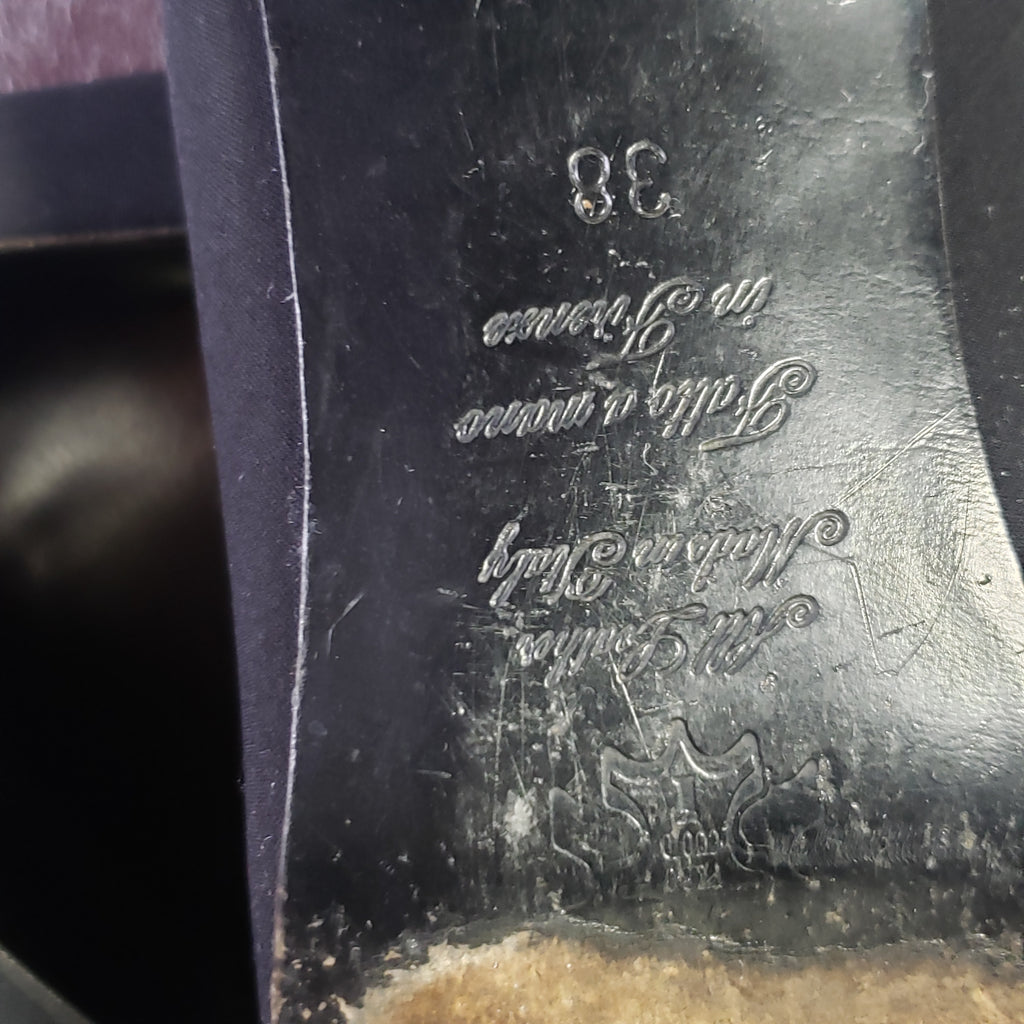 All Leather
Made in Italy
Fatto a mano
in Firenze
38